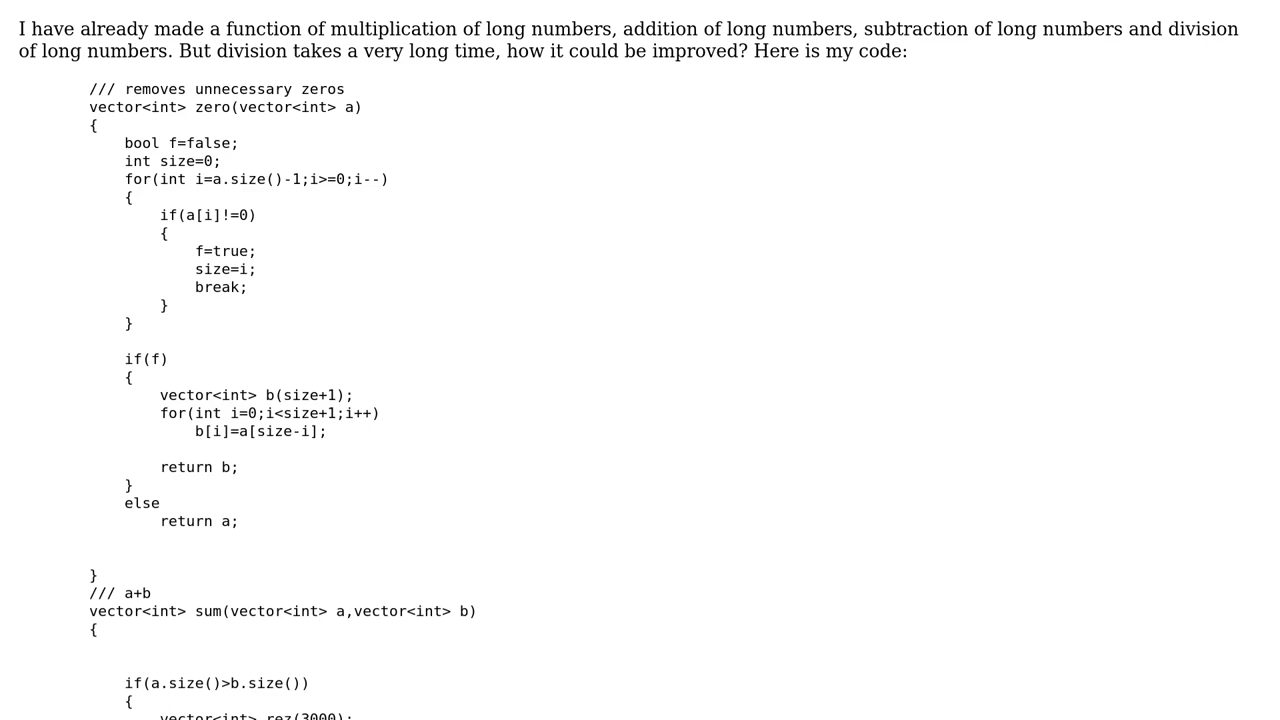 I have already made a function of multiplication of long numbers, addition of long numbers, subtraction of long numbers and division
of long numbers. But division takes a very long time, how it could be improved? Here is my code:
/// removes unnecessary zeros
vector<int> zero(vector<int> a)
{
    bool f=false;
    int size=0;
    for(int i=a.size()-1;i>=0;i--)
    {
        if(a[i]!=0)
        {
            f=true;
            size=i;
            break;
        }
    }
    if(f)
    {
        vector<int> b(size+1);
        for(int i=0;i<size+1;i++)
            b[i]=a[size-i];
        return b;
    }
    else
        return a;
}
/// a+b
vector<int> sum(vector<int> a,vector<int> b)
{
    if(a.size()>b.size())
    {
        vector<int> rez(3000);